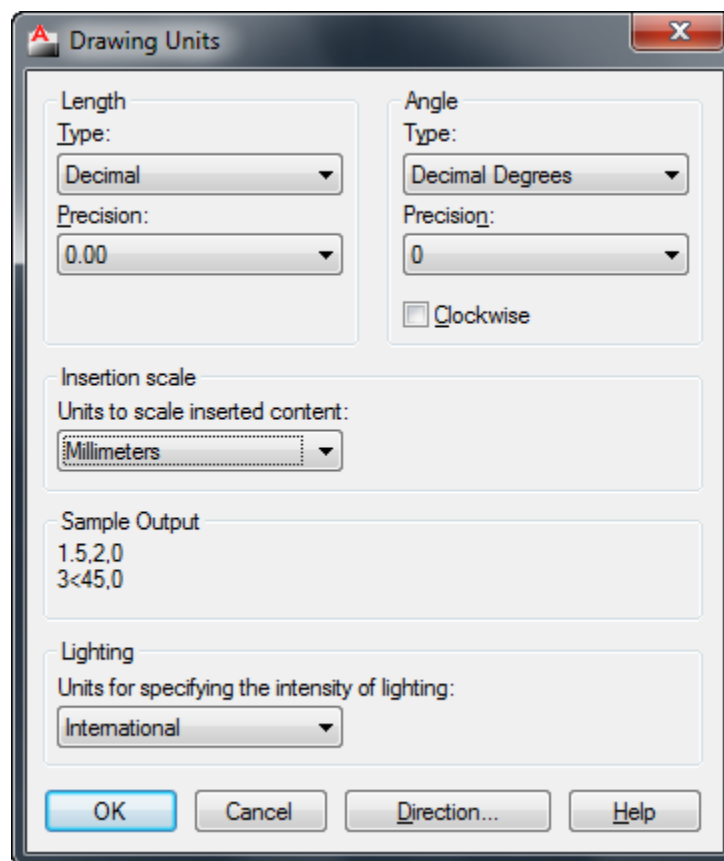 Drawing Units
Length
Type:
Decimal
Precision:
0.00
Angle
Type:
Decimal Degrees
Precision:
0
Clockwise
Insertion scale
Units to scale inserted content:
Millimeters
Sample Output
1.5,2,0
3<45,0
Lighting
Units for specifying the intensity of lighting:
International
OK Cancel Direction... Help